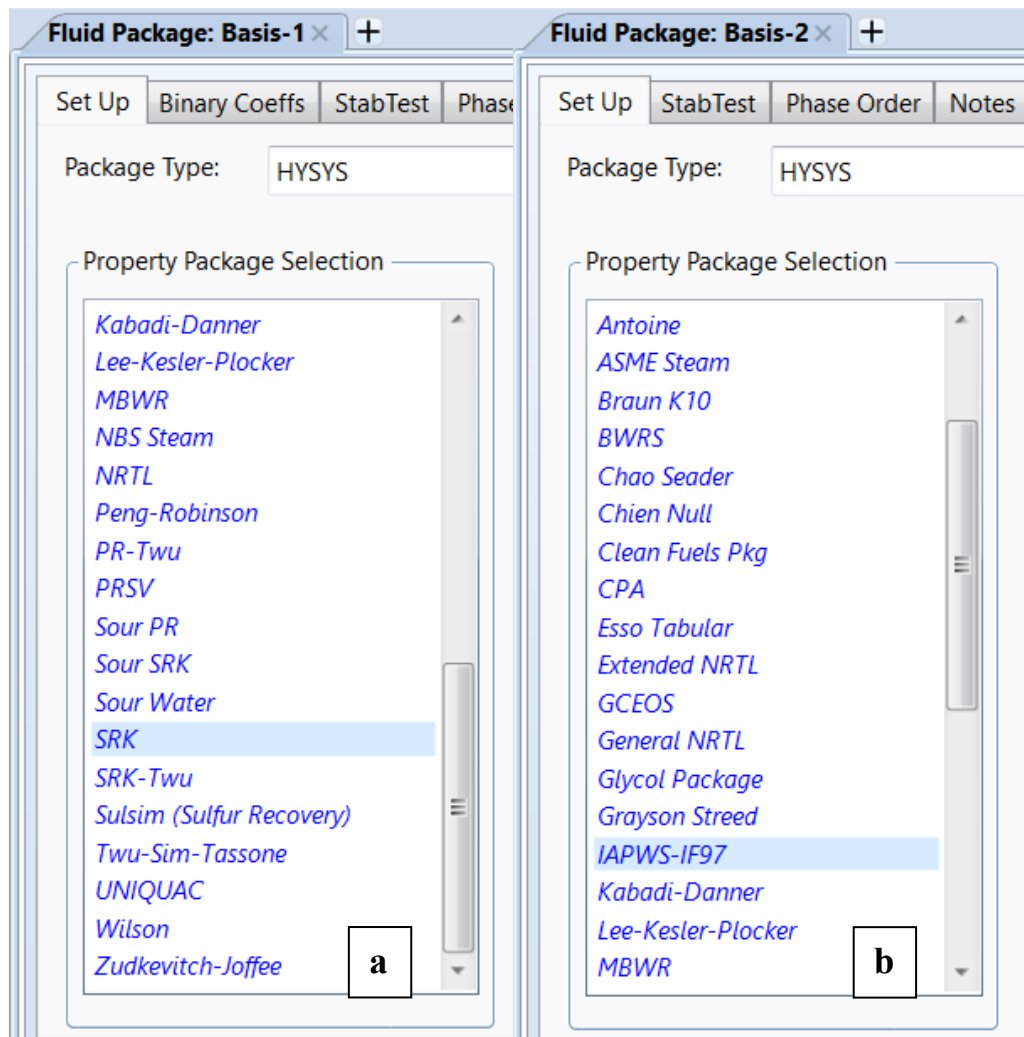 Fluid Package: Basis-1 × +
Set Up Binary Coeffs StabTest Phase
Package Type: HYSYS
Property Package Selection
Kabadi-Danner
Lee-Kesler-Plocker
MBWR
NBS Steam
NRTL
Peng-Robinson
PR-Twu
PRSV
Sour PR
Sour SRK
Sour Water
SRK
SRK-Twu
Sulsim (Sulfur Recovery)
Twu-Sim-Tassone
UNIQUAC
Wilson
Zudkevitch-Joffee
a
Fluid Package: Basis-2 × +
Set Up StabTest Phase Order Notes
Package Type: HYSYS
Property Package Selection
Antoine
ASME Steam
Braun K10
BWRS
Chao Seader
Chien Null
Clean Fuels Pkg
CPA
Esso Tabular
Extended NRTL
GCEOS
General NRTL
Glycol Package
Grayson Streed
IAPWS-IF97
Kabadi-Danner
Lee-Kesler-Plocker
MBWR
b